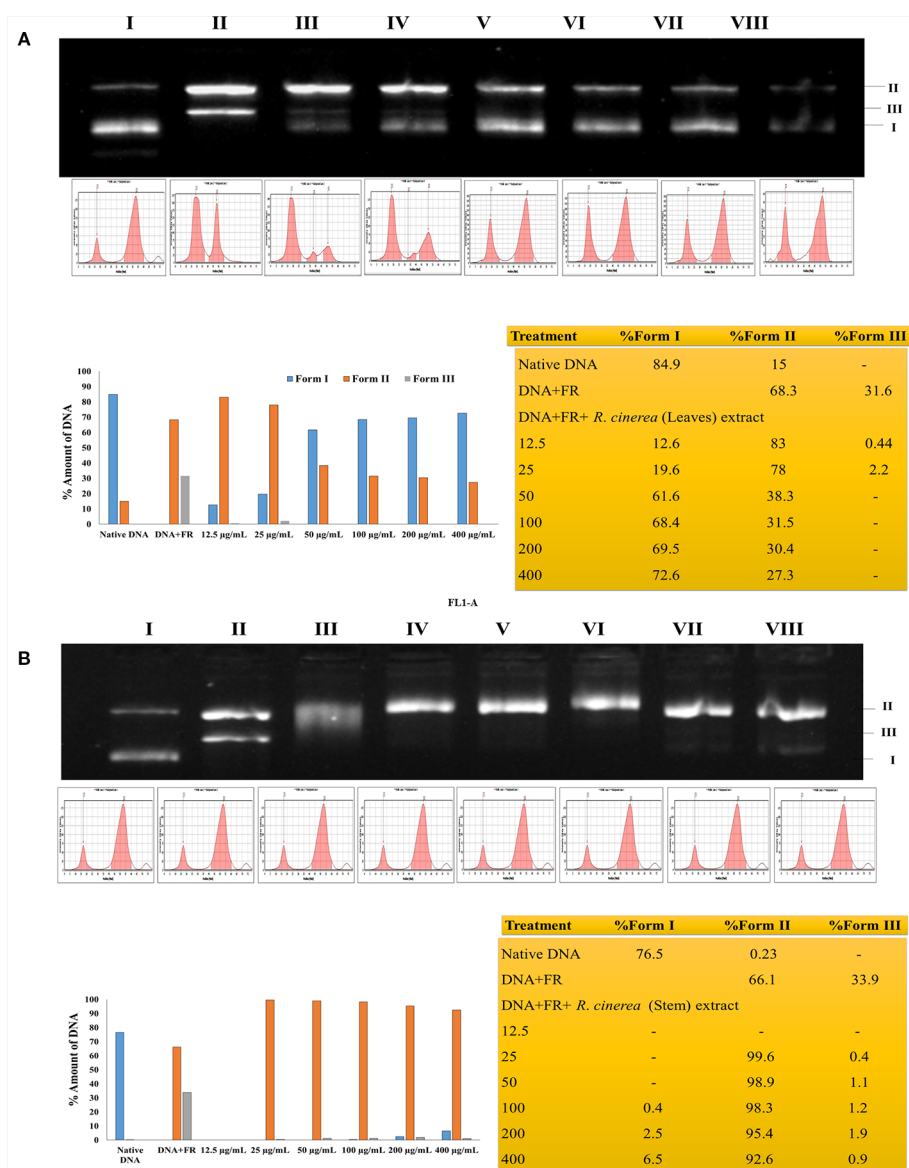 I II III IV V VI VII VIII
A
II
III
I
Treatment %Form I %Form II %Form III
Native DNA 84.9 15 -
DNA+FR 68.3 31.6
DNA+FR+ R. cinerea (Leaves) extract
12.5 12.6 83 0.44
25 19.6 78 2.2
50 61.6 38.3 -
100 68.4 31.5 -
200 69.5 30.4 -
400 72.6 27.3 -
% Amount of DNA
100
90
80
70
60
50
40
30
20
10
0
Form I Form II Form III
Native DNA DNA+FR 12.5 µg/mL 25 µg/mL 50 µg/mL 100 µg/mL 200 µg/mL 400 µg/mL
FL1-A
I II III IV V VI VII VIII
B
II
III
I
Treatment %Form I %Form II %Form III
Native DNA 76.5 0.23 -
DNA+FR 66.1 33.9
DNA+FR+ R. cinerea (Stem) extract
12.5 - - -
25 - 99.6 0.4
50 - 98.9 1.1
100 0.4 98.3 1.2
200 2.5 95.4 1.9
400 6.5 92.6 0.9
% Amount of DNA
100
90
80
70
60
50
40
30
20
10
0
Native DNA+FR 12.5 µg/mL 25 µg/mL 50 µg/mL 100 µg/mL 200 µg/mL 400 µg/mL
DNA